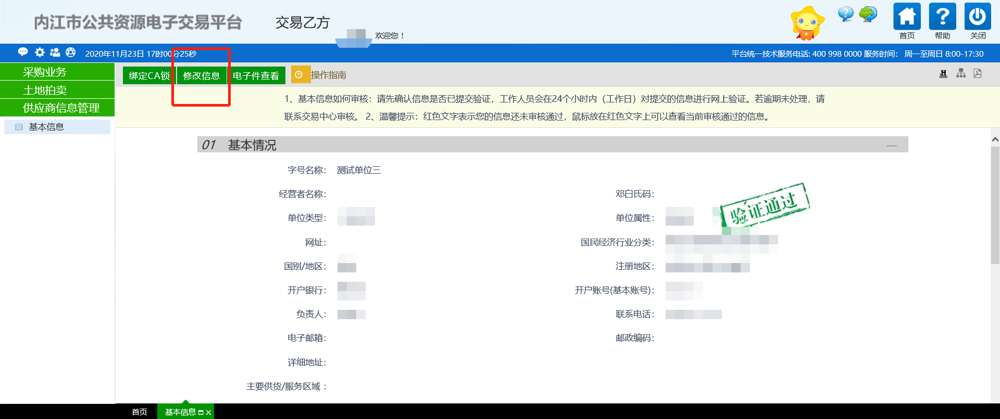 内江市公共资源电子交易平台
交易乙方
欢迎您！
首页
帮助
关闭
2020年11月23日 17时00分25秒
平台统一技术服务电话: 400 998 0000 服务时间： 周一至周日 8:00-17:30
采购业务
土地拍卖
供应商信息管理
基本信息
绑定CA锁
修改信息
电子件查看
操作指南
1、基本信息如何审核：请先确认信息是否已提交验证，工作人员会在24个小时内（工作日）对提交的信息进行网上验证。若逾期未处理，请
联系交易中心审核。 2、温馨提示：红色文字表示您的信息还未审核通过，鼠标放在红色文字上可以查看当前审核通过的信息。
01 基本情况
字号名称： 测试单位三
经营者名称：
邓白氏码：
验证通过
单位类型：
单位属性：
网址：
国民经济行业分类：
国别/地区：
注册地区：
开户银行：
开户账号(基本账号)：
负责人：
联系电话：
电子邮箱：
邮政编码：
详细地址：
主要供货/服务区域 ：
首页
基本信息